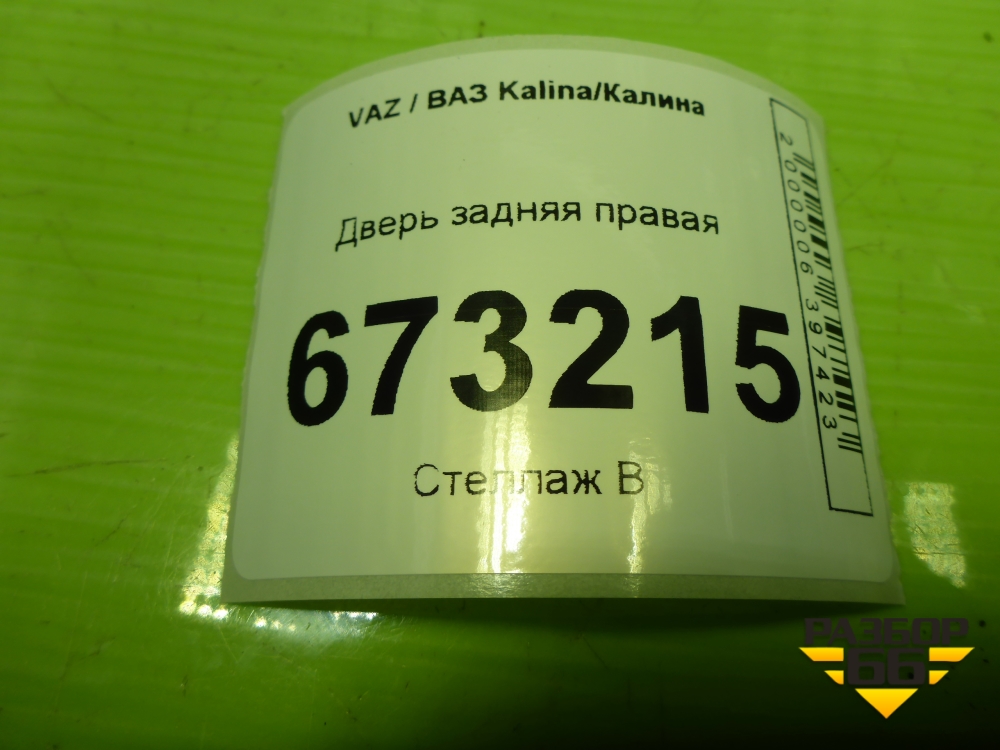 VAZ / ВАЗ Kalina/Калина
Дверь задняя правая
673215
Стеллаж В
2000006397423
РАЗБОР
66